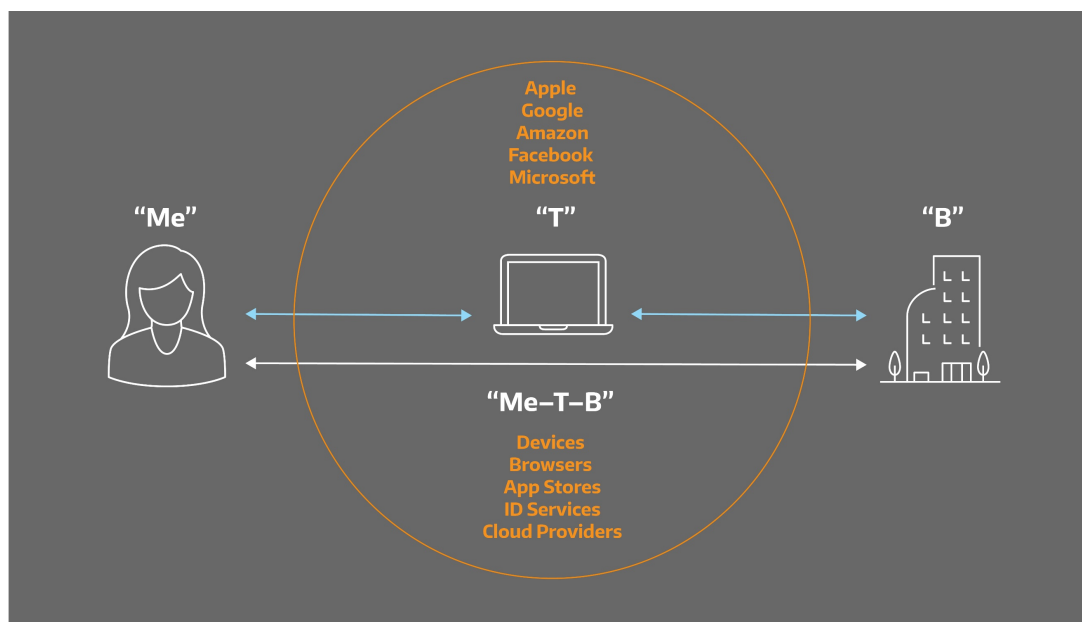 Apple
Google
Amazon
Facebook
Microsoft
“Me”
“T”
“B”
“Me–T–B”
Devices
Browsers
App Stores
ID Services
Cloud Providers